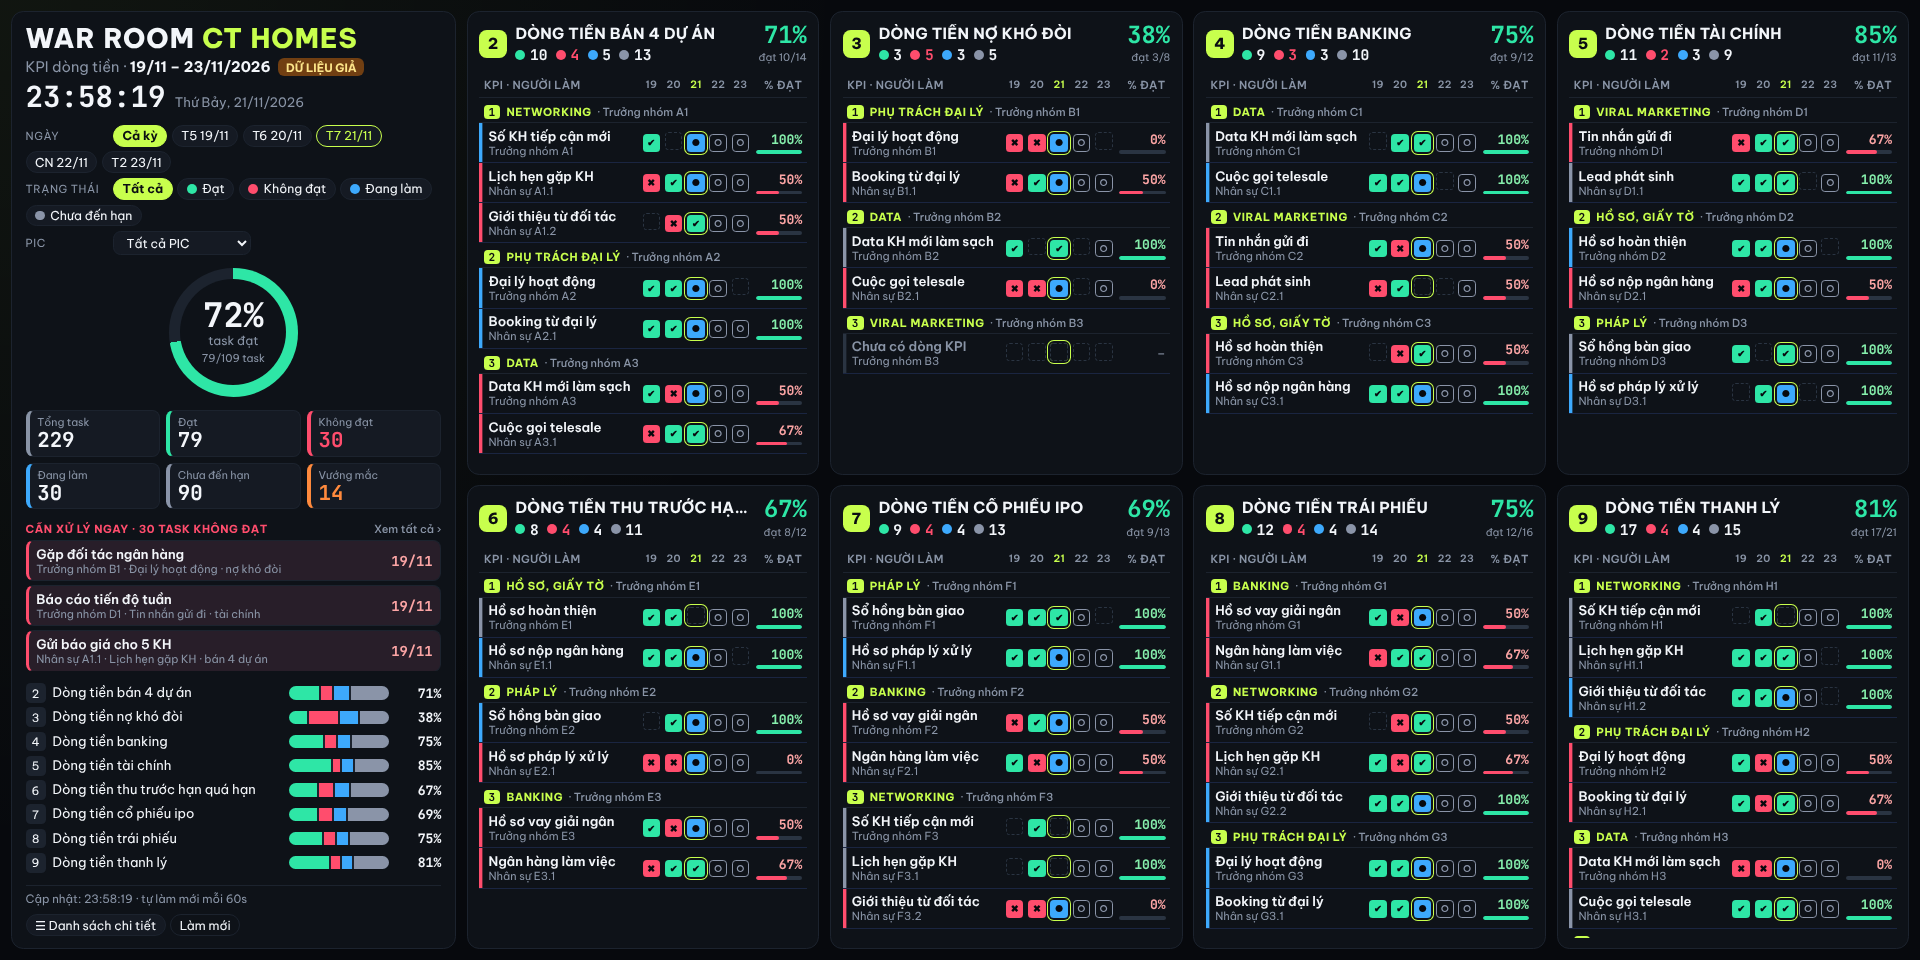 WAR ROOM CT HOMES
KPI dòng tiền · 19/11 – 23/11/2026 DỮ LIỆU GIẢ
23:58:19 Thứ Bảy, 21/11/2026
NGÀY Cả kỳ T5 19/11 T6 20/11 T7 21/11
CN 22/11 T2 23/11
TRẠNG THÁI Tất cả Đạt Không đạt Đang làm
Chưa đến hạn
PIC Tất cả PIC
72%
task đạt
79/109 task
Tổng task Đạt Không đạt
229 79 30
Đang làm Chưa đến hạn Vướng mắc
30 90 14
CẦN XỬ LÝ NGAY · 30 TASK KHÔNG ĐẠT Xem tất cả ›
Gặp đối tác ngân hàng 19/11
Trưởng nhóm B1 · Đại lý hoạt động · nợ khó đòi
Báo cáo tiến độ tuần 19/11
Trưởng nhóm D1 · Tin nhắn gửi đi · tài chính
Gửi báo giá cho 5 KH 19/11
Nhân sự A1.1 · Lịch hẹn gặp KH · bán 4 dự án
2 Dòng tiền bán 4 dự án 71%
3 Dòng tiền nợ khó đòi 38%
4 Dòng tiền banking 75%
5 Dòng tiền tài chính 85%
6 Dòng tiền thu trước hạn quá hạn 67%
7 Dòng tiền cổ phiếu ipo 69%
8 Dòng tiền trái phiếu 75%
9 Dòng tiền thanh lý 81%
Cập nhật: 23:58:19 · tự làm mới mỗi 60s
☰ Danh sách chi tiết Làm mới
2 DÒNG TIỀN BÁN 4 DỰ ÁN 71%
10 4 5 13 đạt 10/14
KPI · NGƯỜI LÀM 19 20 21 22 23 % ĐẠT
1 NETWORKING · Trưởng nhóm A1
Số KH tiếp cận mới 100%
Trưởng nhóm A1
Lịch hẹn gặp KH 50%
Nhân sự A1.1
Giới thiệu từ đối tác 50%
Nhân sự A1.2
2 PHỤ TRÁCH ĐẠI LÝ · Trưởng nhóm A2
Đại lý hoạt động 100%
Trưởng nhóm A2
Booking từ đại lý 100%
Nhân sự A2.1
3 DATA · Trưởng nhóm A3
Data KH mới làm sạch 50%
Trưởng nhóm A3
Cuộc gọi telesale 67%
Nhân sự A3.1
3 DÒNG TIỀN NỢ KHÓ ĐÒI 38%
3 5 3 5 đạt 3/8
KPI · NGƯỜI LÀM 19 20 21 22 23 % ĐẠT
1 PHỤ TRÁCH ĐẠI LÝ · Trưởng nhóm B1
Đại lý hoạt động 0%
Trưởng nhóm B1
Booking từ đại lý 50%
Nhân sự B1.1
2 DATA · Trưởng nhóm B2
Data KH mới làm sạch 100%
Trưởng nhóm B2
Cuộc gọi telesale 0%
Nhân sự B2.1
3 VIRAL MARKETING · Trưởng nhóm B3
Chưa có dòng KPI –
Trưởng nhóm B3
4 DÒNG TIỀN BANKING 75%
9 3 3 10 đạt 9/12
KPI · NGƯỜI LÀM 19 20 21 22 23 % ĐẠT
1 DATA · Trưởng nhóm C1
Data KH mới làm sạch 100%
Trưởng nhóm C1
Cuộc gọi telesale 100%
Nhân sự C1.1
2 VIRAL MARKETING · Trưởng nhóm C2
Tin nhắn gửi đi 50%
Trưởng nhóm C2
Lead phát sinh 50%
Nhân sự C2.1
3 HỒ SƠ, GIẤY TỜ · Trưởng nhóm C3
Hồ sơ hoàn thiện 50%
Trưởng nhóm C3
Hồ sơ nộp ngân hàng 100%
Nhân sự C3.1
5 DÒNG TIỀN TÀI CHÍNH 85%
11 2 3 9 đạt 11/13
KPI · NGƯỜI LÀM 19 20 21 22 23 % ĐẠT
1 VIRAL MARKETING · Trưởng nhóm D1
Tin nhắn gửi đi 67%
Trưởng nhóm D1
Lead phát sinh 100%
Nhân sự D1.1
2 HỒ SƠ, GIẤY TỜ · Trưởng nhóm D2
Hồ sơ hoàn thiện 100%
Trưởng nhóm D2
Hồ sơ nộp ngân hàng 50%
Nhân sự D2.1
3 PHÁP LÝ · Trưởng nhóm D3
Sổ hồng bàn giao 100%
Trưởng nhóm D3
Hồ sơ pháp lý xử lý 100%
Nhân sự D3.1
6 DÒNG TIỀN THU TRƯỚC HẠ... 67%
8 4 4 11 đạt 8/12
KPI · NGƯỜI LÀM 19 20 21 22 23 % ĐẠT
1 HỒ SƠ, GIẤY TỜ · Trưởng nhóm E1
Hồ sơ hoàn thiện 100%
Trưởng nhóm E1
Hồ sơ nộp ngân hàng 100%
Nhân sự E1.1
2 PHÁP LÝ · Trưởng nhóm E2
Sổ hồng bàn giao 100%
Trưởng nhóm E2
Hồ sơ pháp lý xử lý 0%
Nhân sự E2.1
3 BANKING · Trưởng nhóm E3
Hồ sơ vay giải ngân 50%
Trưởng nhóm E3
Ngân hàng làm việc 67%
Nhân sự E3.1
7 DÒNG TIỀN CỔ PHIẾU IPO 69%
9 4 4 13 đạt 9/13
KPI · NGƯỜI LÀM 19 20 21 22 23 % ĐẠT
1 PHÁP LÝ · Trưởng nhóm F1
Sổ hồng bàn giao 100%
Trưởng nhóm F1
Hồ sơ pháp lý xử lý 100%
Nhân sự F1.1
2 BANKING · Trưởng nhóm F2
Hồ sơ vay giải ngân 50%
Trưởng nhóm F2
Ngân hàng làm việc 50%
Nhân sự F2.1
3 NETWORKING · Trưởng nhóm F3
Số KH tiếp cận mới 100%
Trưởng nhóm F3
Lịch hẹn gặp KH 100%
Nhân sự F3.1
Giới thiệu từ đối tác 0%
Nhân sự F3.2
8 DÒNG TIỀN TRÁI PHIẾU 75%
12 4 4 14 đạt 12/16
KPI · NGƯỜI LÀM 19 20 21 22 23 % ĐẠT
1 BANKING · Trưởng nhóm G1
Hồ sơ vay giải ngân 50%
Trưởng nhóm G1
Ngân hàng làm việc 67%
Nhân sự G1.1
2 NETWORKING · Trưởng nhóm G2
Số KH tiếp cận mới 50%
Trưởng nhóm G2
Lịch hẹn gặp KH 67%
Nhân sự G2.1
Giới thiệu từ đối tác 100%
Nhân sự G2.2
3 PHỤ TRÁCH ĐẠI LÝ · Trưởng nhóm G3
Đại lý hoạt động 100%
Trưởng nhóm G3
Booking từ đại lý 100%
Nhân sự G3.1
9 DÒNG TIỀN THANH LÝ 81%
17 4 4 15 đạt 17/21
KPI · NGƯỜI LÀM 19 20 21 22 23 % ĐẠT
1 NETWORKING · Trưởng nhóm H1
Số KH tiếp cận mới 100%
Trưởng nhóm H1
Lịch hẹn gặp KH 100%
Nhân sự H1.1
Giới thiệu từ đối tác 100%
Nhân sự H1.2
2 PHỤ TRÁCH ĐẠI LÝ · Trưởng nhóm H2
Đại lý hoạt động 50%
Trưởng nhóm H2
Booking từ đại lý 67%
Nhân sự H2.1
3 DATA · Trưởng nhóm H3
Data KH mới làm sạch 0%
Trưởng nhóm H3
Cuộc gọi telesale 100%
Nhân sự H3.1